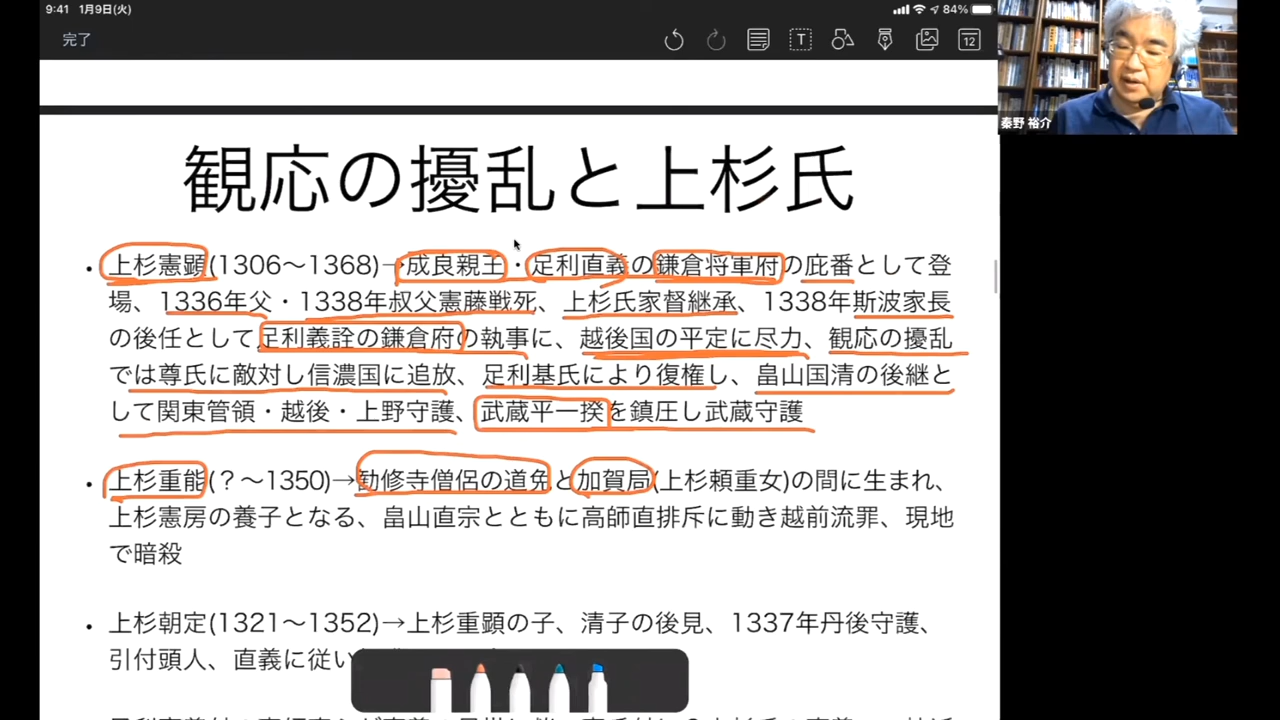 9:41 1月9日(火)
84%
完了
T
12
秦野 裕介
観応の擾乱と上杉氏
・上杉憲顕(1306〜1368)→成良親王・足利直義の鎌倉将軍府の庇番として登
場、1336年父・1338年叔父憲藤戦死、上杉氏家督継承、1338年斯波家長
の後任として足利義詮の鎌倉府の執事に、越後国の平定に尽力、観応の擾乱
では尊氏に敵対し信濃国に追放、足利基氏により復権し、畠山国清の後継と
して関東管領・越後・上野守護、武蔵平一揆を鎮圧し武蔵守護
・上杉重能(？〜1350)→勧修寺僧侶の道免と加賀局(上杉頼重女)の間に生まれ、
上杉憲房の養子となる、畠山直宗とともに高師直排斥に動き越前流罪、現地
で暗殺
・上杉朝定(1321〜1352)→上杉重顕の子、清子の後見、1337年丹後守護、
引付頭人、直義に従い